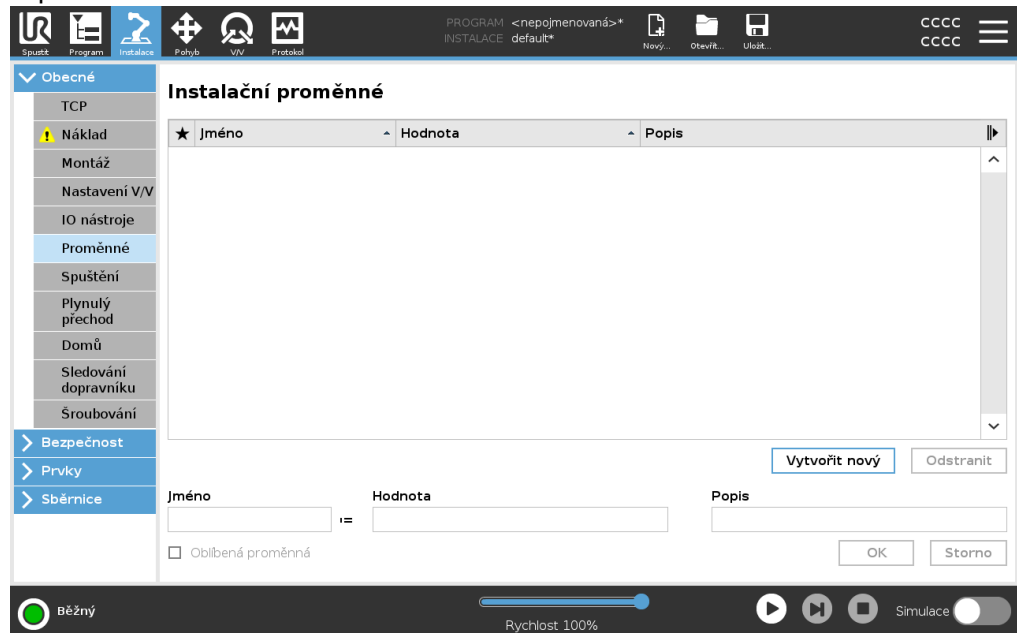 PROGRAM <nepojmenovaná>*
INSTALACE default*
Spustit Program Instalace Pohyb V/V Protokol Nový... Otevřít... Uložit...
CCCC
CCCC
Obecné
TCP
Náklad
Montáž
Nastavení V/V
IO nástroje
Proměnné
Spuštění
Plynulý
přechod
Domů
Sledování
dopravníku
Šroubování
Bezpečnost
Prvky
Sběrnice
Instalační proměnné
Jméno Hodnota Popis
Vytvořit nový Odstranit
Jméno Hodnota Popis
:=
Oblíbená proměnná OK Storno
Běžný Rychlost 100% Simulace